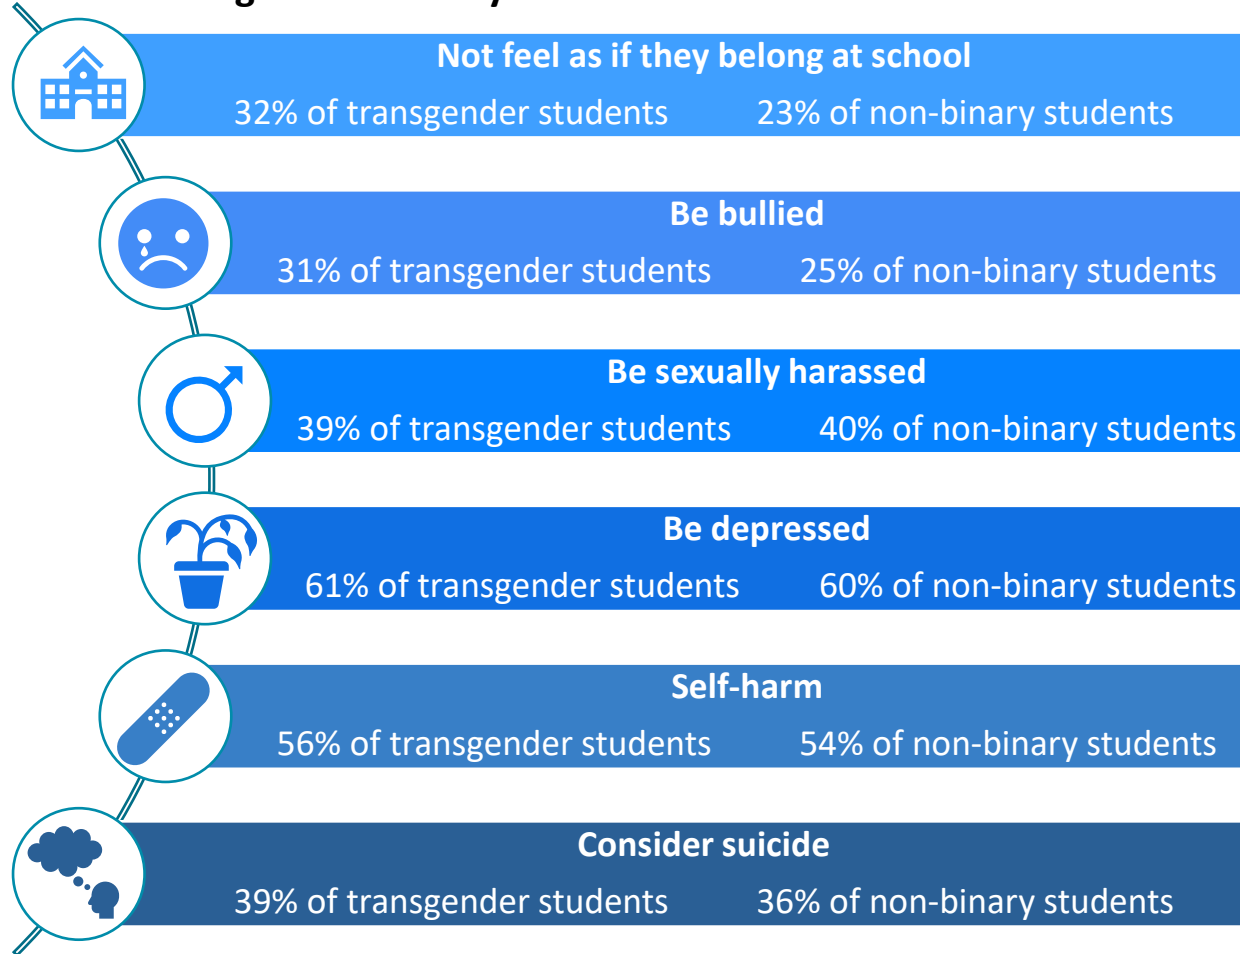 Not feel as if they belong at school
32% of transgender students 23% of non-binary students
Be bullied
31% of transgender students 25% of non-binary students
Be sexually harassed
39% of transgender students 40% of non-binary students
Be depressed
61% of transgender students 60% of non-binary students
Self-harm
56% of transgender students 54% of non-binary students
Consider suicide
39% of transgender students 36% of non-binary students